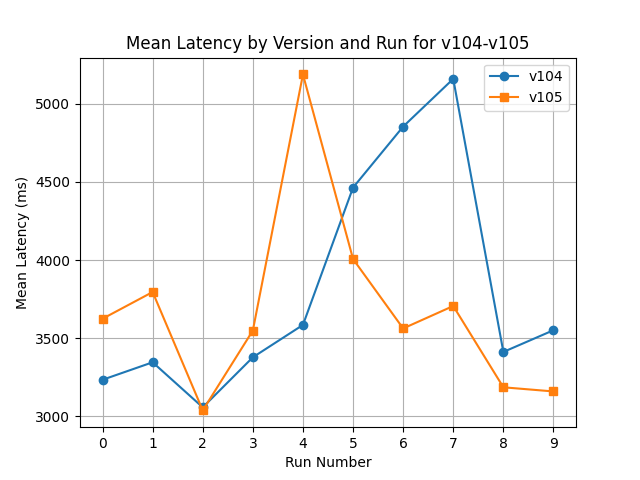 Mean Latency by Version and Run for v104-v105
v104
v105
5000
4500
4000
3500
3000
Mean Latency (ms)
0 1 2 3 4 5 6 7 8 9
Run Number